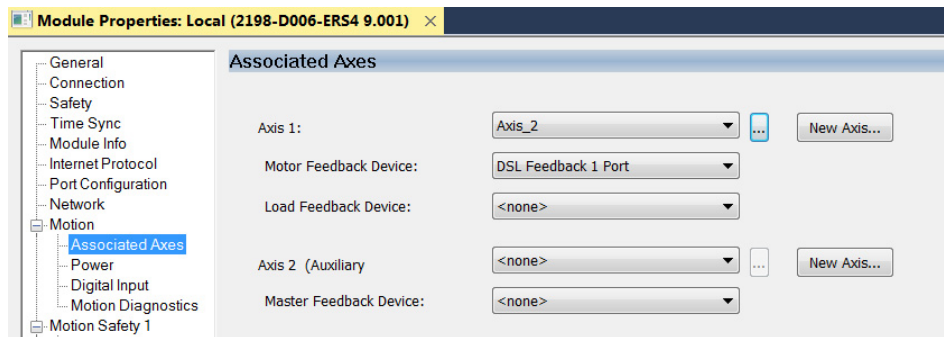 Module Properties: Local (2198-D006-ERS4 9.001)
General
Connection
Safety
Time Sync
Module Info
Internet Protocol
Port Configuration
Network
Motion
Associated Axes
Power
Digital Input
Motion Diagnostics
Motion Safety 1
Associated Axes
Axis 1: Axis_2 ... New Axis...
Motor Feedback Device: DSL Feedback 1 Port
Load Feedback Device: <none>
Axis 2 (Auxiliary <none> ... New Axis...
Master Feedback Device: <none>